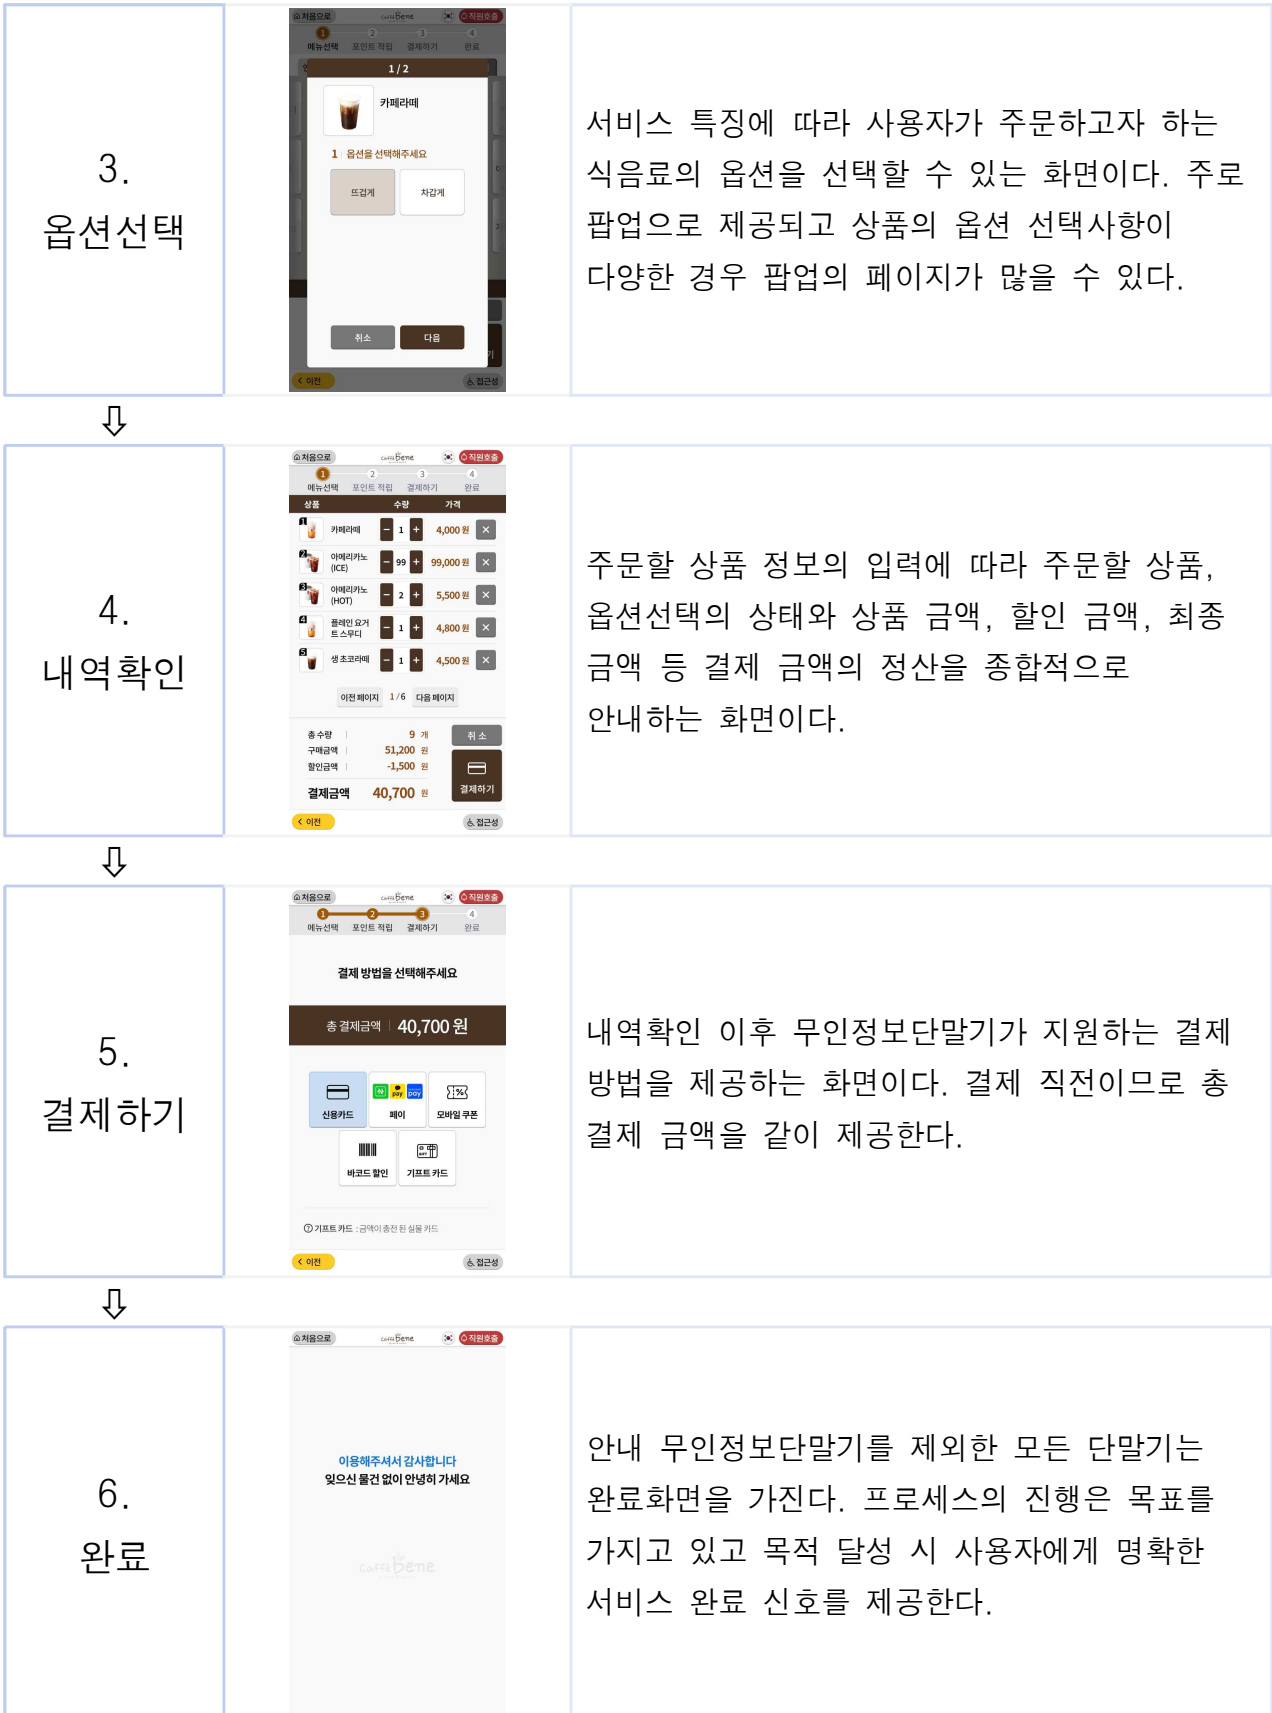 3.
옵션선택
처음으로
caffe bene
직원호출
1
2
3
4
메뉴선택
포인트 적립
결제하기
완료
1 / 2
카페라떼
1 옵션을 선택해주세요
뜨겁게
차갑게
취소
다음
이전
접근성
서비스 특징에 따라 사용자가 주문하고자 하는
식음료의 옵션을 선택할 수 있는 화면이다. 주로
팝업으로 제공되고 상품의 옵션 선택사항이
다양한 경우 팝업의 페이지가 많을 수 있다.
⇩
4.
내역확인
처음으로
caffe bene
직원호출
1
2
3
4
메뉴선택
포인트 적립
결제하기
완료
상품 수량 가격
1 카페라떼 − 1 + 4,000 원 ×
2 아메리카노 (ICE) − 99 + 99,000 원 ×
3 아메리카노 (HOT) − 2 + 5,500 원 ×
4 플레인 요거트 스무디 − 1 + 4,800 원 ×
5 생 초코라떼 − 1 + 4,500 원 ×
이전 페이지 1 / 6 다음 페이지
총 수량 9 개
구매금액 51,200 원
할인금액 -1,500 원
결제금액 40,700 원
취소
결제하기
이전
접근성
주문할 상품 정보의 입력에 따라 주문할 상품,
옵션선택의 상태와 상품 금액, 할인 금액, 최종
금액 등 결제 금액의 정산을 종합적으로
안내하는 화면이다.
⇩
5.
결제하기
처음으로
caffe bene
직원호출
1
2
3
4
메뉴선택
포인트 적립
결제하기
완료
결제 방법을 선택해주세요
총 결제금액 40,700 원
신용카드
pay pay
페이
모바일 쿠폰
바코드 할인
기프트 카드
기프트 카드 : 금액이 충전 된 실물 카드
이전
접근성
내역확인 이후 무인정보단말기가 지원하는 결제
방법을 제공하는 화면이다. 결제 직전이므로 총
결제 금액을 같이 제공한다.
⇩
6.
완료
처음으로
caffe bene
직원호출
이용해주셔서 감사합니다
잊으신 물건 없이 안녕히 가세요
caffe bene
안내 무인정보단말기를 제외한 모든 단말기는
완료화면을 가진다. 프로세스의 진행은 목표를
가지고 있고 목적 달성 시 사용자에게 명확한
서비스 완료 신호를 제공한다.